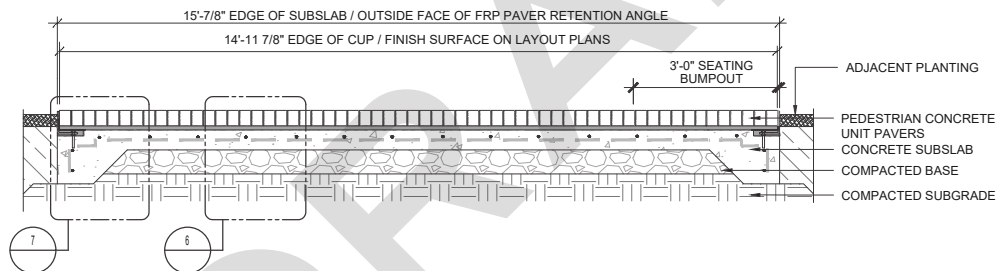 15'-7/8" EDGE OF SUBSLAB / OUTSIDE FACE OF FRP PAVER RETENTION ANGLE
14'-11 7/8" EDGE OF CUP / FINISH SURFACE ON LAYOUT PLANS
3'-0" SEATING
BUMPOUT
ADJACENT PLANTING
PEDESTRIAN CONCRETE
UNIT PAVERS
CONCRETE SUBSLAB
COMPACTED BASE
COMPACTED SUBGRADE
7
6